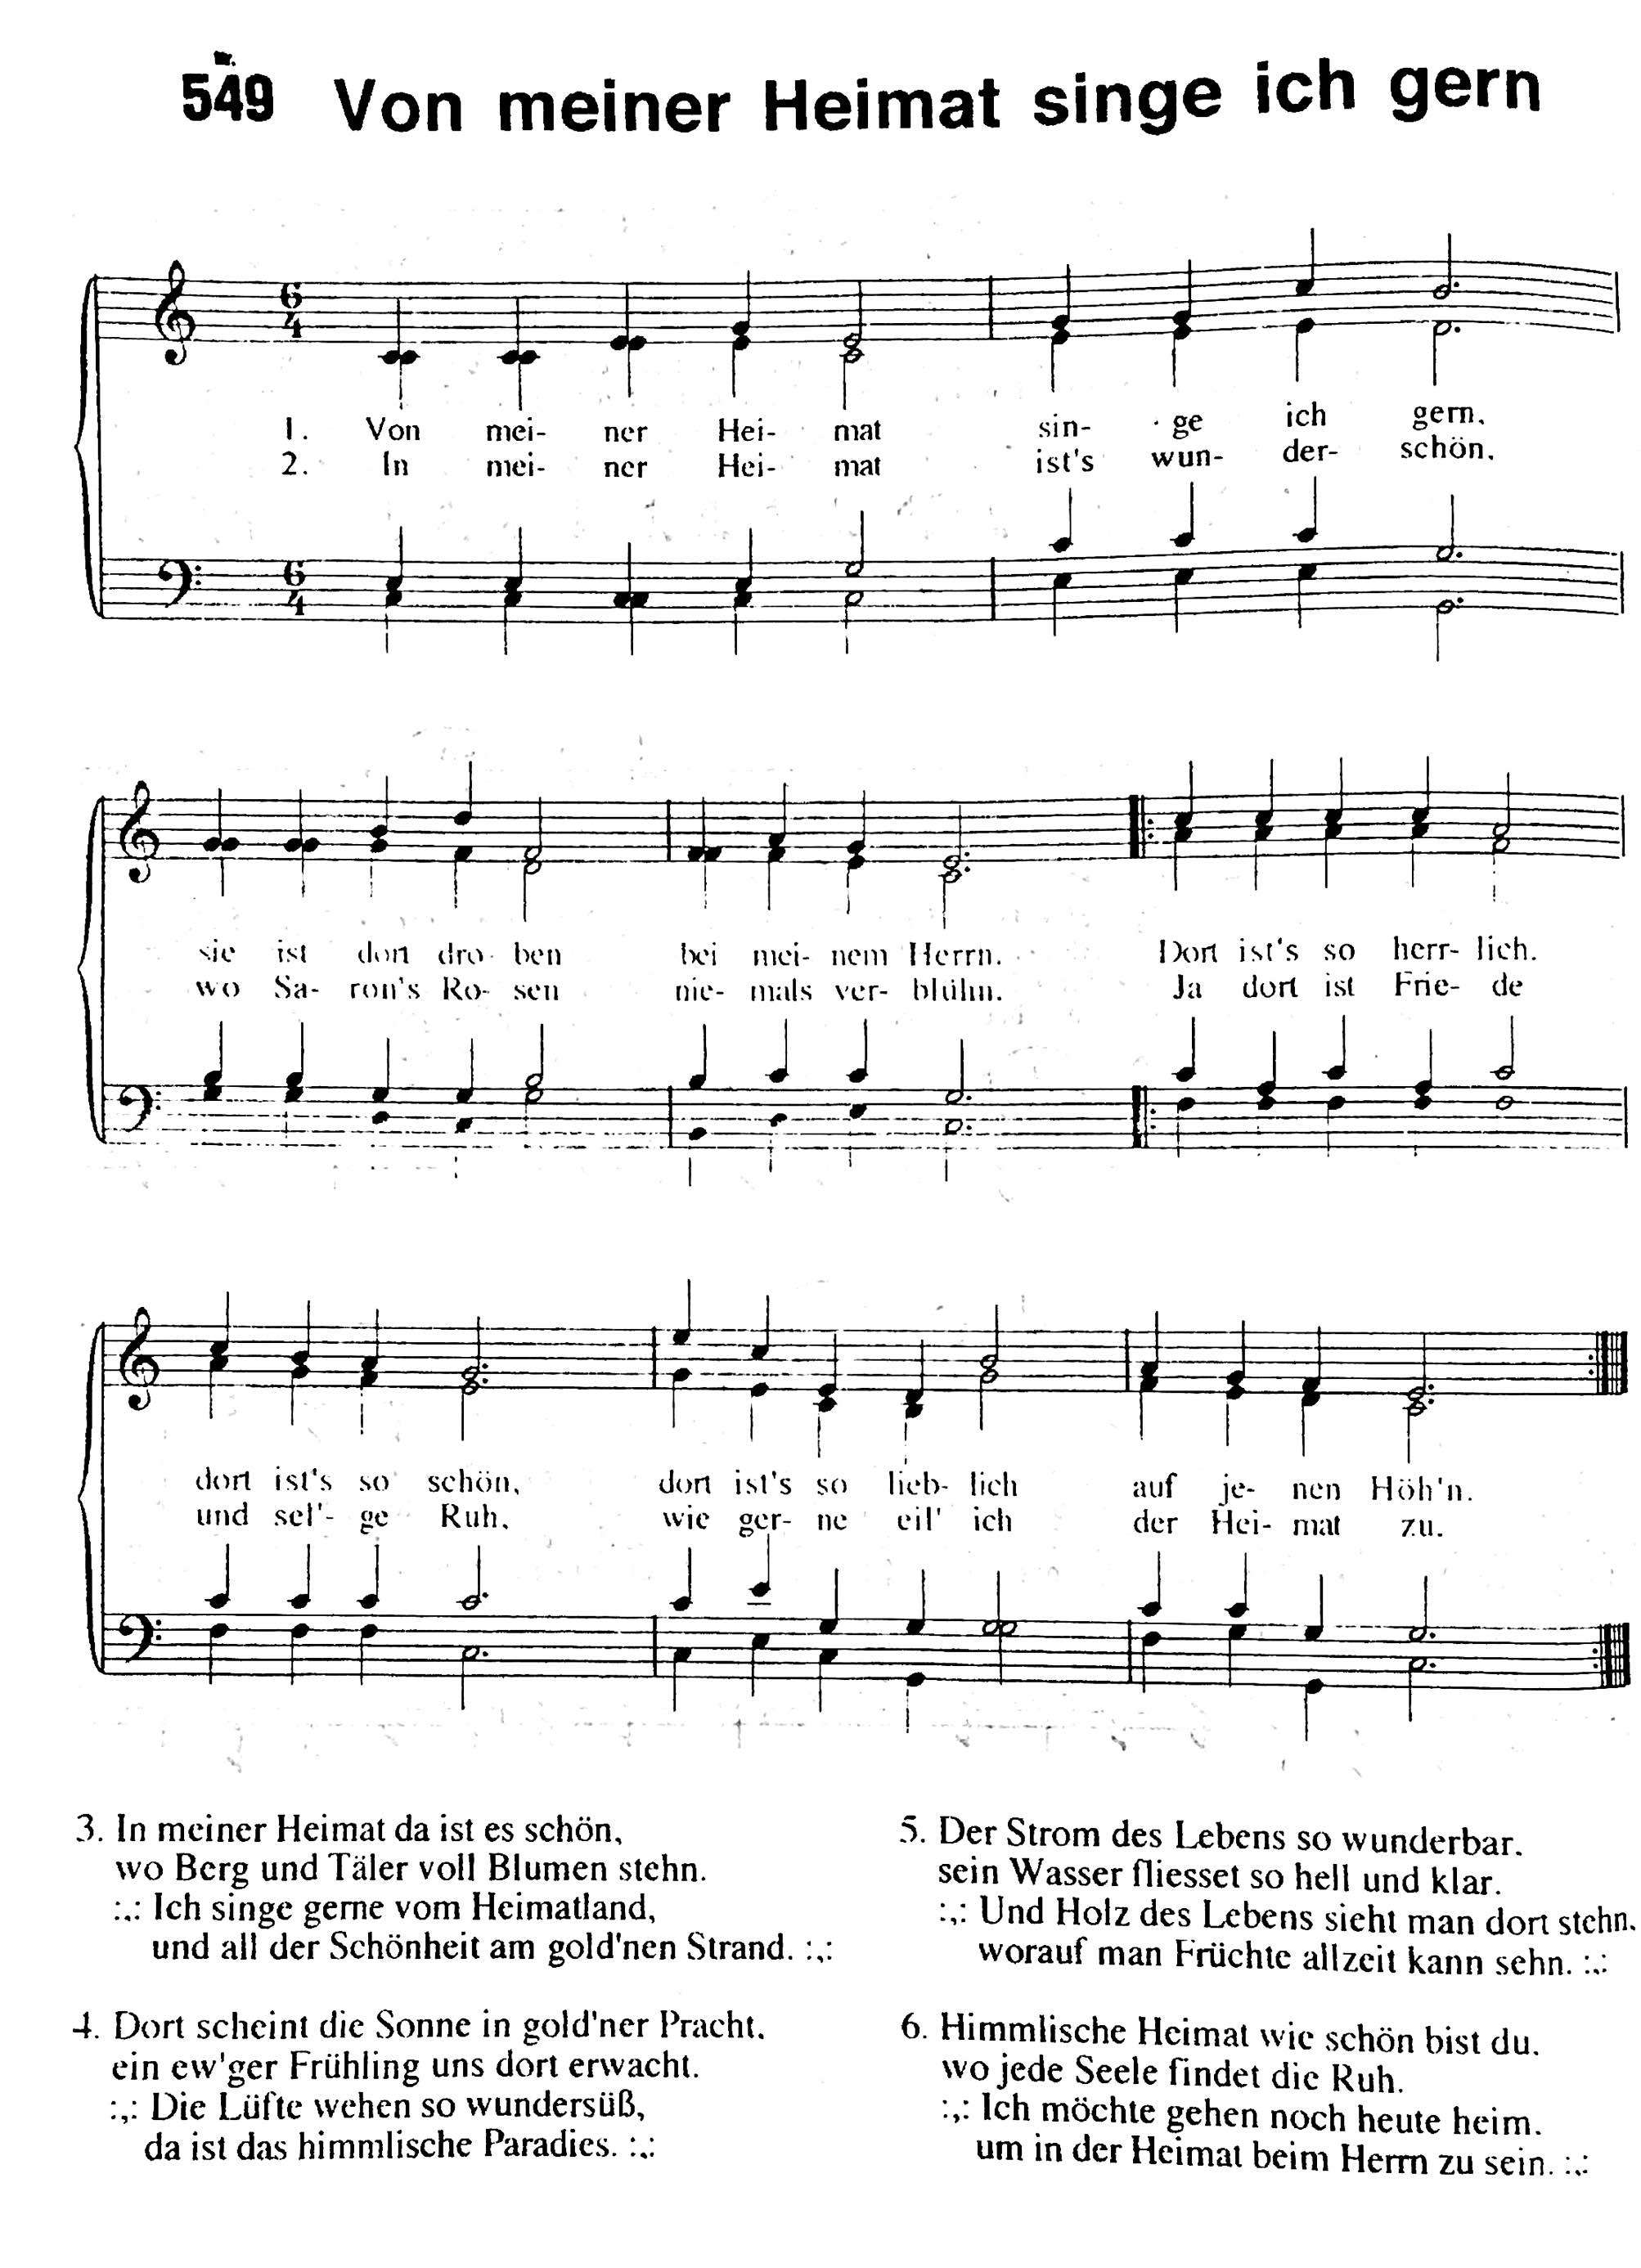 549 Von meiner Heimat singe ich gern
6 4
1. Von mei- ner Hei- mat sin- ge ich gern,
2. In mei- ner Hei- mat ist's wun- der- schön,
6 4
sie ist dort dro- ben bei mei- nem Herrn. Dort ist's so herr- lich.
wo Sa- ron's Ro- sen nie- mals ver- blühn. Ja dort ist Frie- de
dort ist's so schön, dort ist's so lieb- lich auf je- nen Höh'n.
und sel'- ge Ruh, wie ger- ne eil' ich der Hei- mat zu.
3. In meiner Heimat da ist es schön,
wo Berg und Täler voll Blumen stehn.
:,: Ich singe gerne vom Heimatland,
und all der Schönheit am gold'nen Strand. :,:
4. Dort scheint die Sonne in gold'ner Pracht,
ein ew'ger Frühling uns dort erwacht.
:,: Die Lüfte wehen so wundersüß,
da ist das himmlische Paradies. :,:
5. Der Strom des Lebens so wunderbar,
sein Wasser fliesset so hell und klar.
:,: Und Holz des Lebens sieht man dort stehn,
worauf man Früchte allzeit kann sehn. :,:
6. Himmlische Heimat wie schön bist du,
wo jede Seele findet die Ruh.
:,: Ich möchte gehen noch heute heim,
um in der Heimat beim Herrn zu sein. :,: